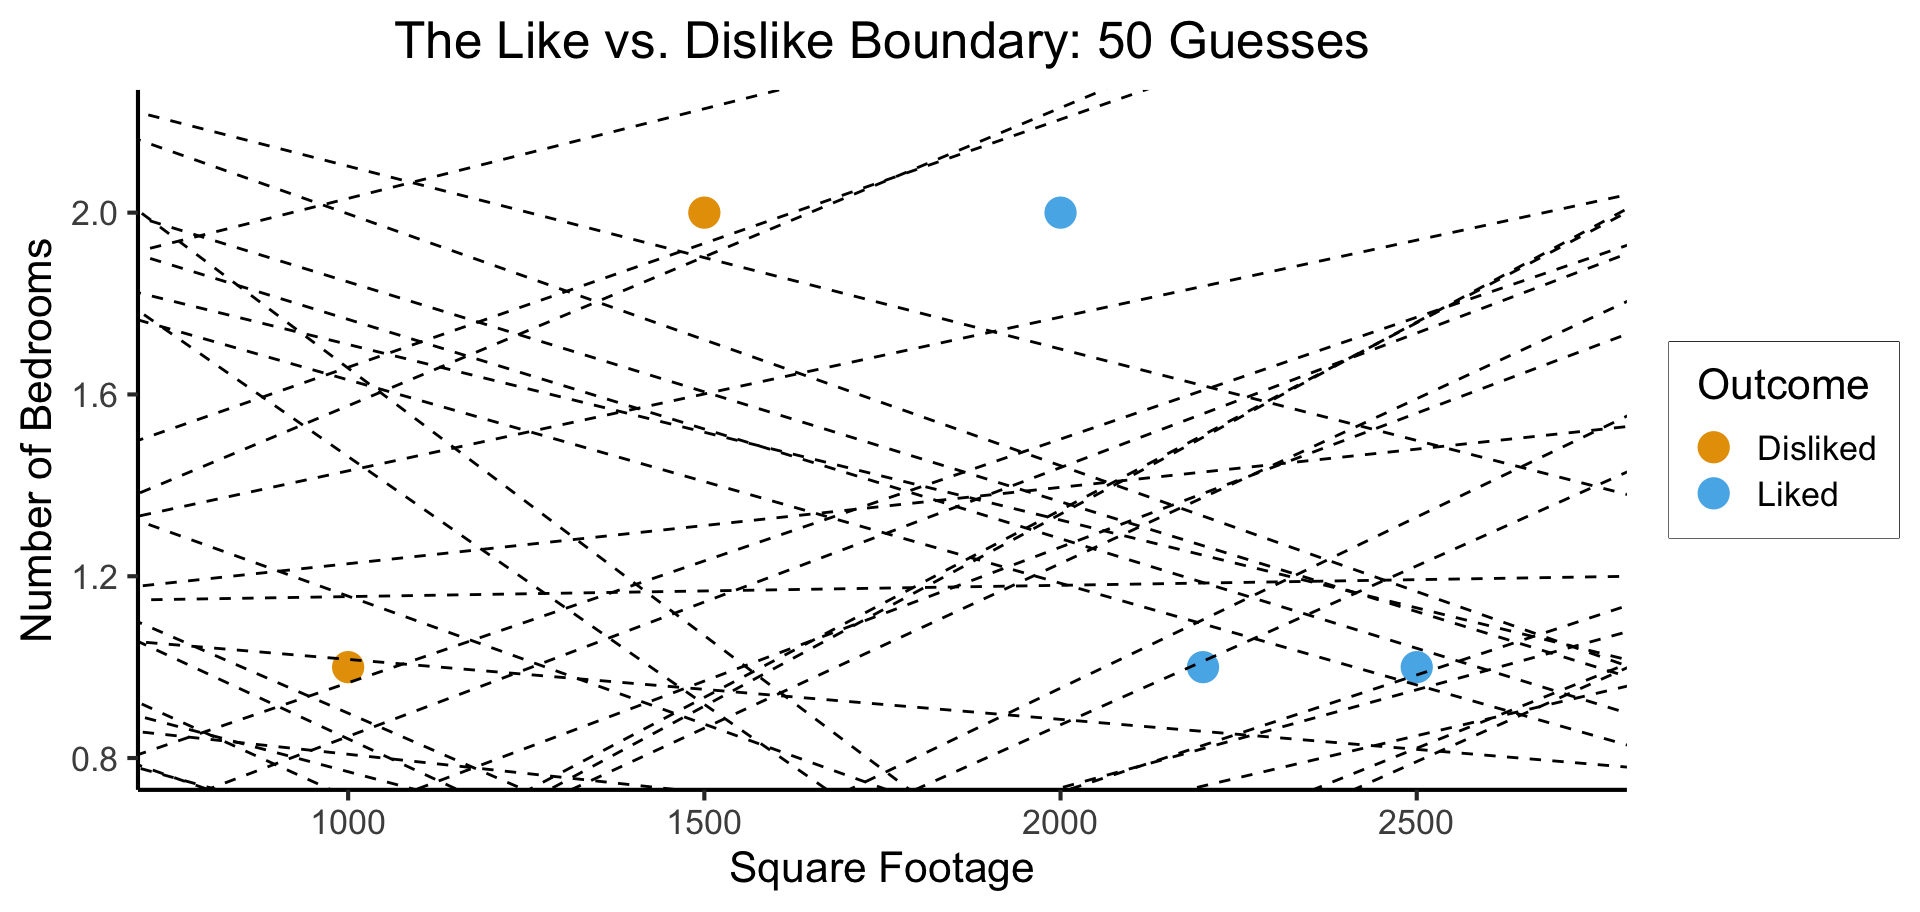 The Like vs. Dislike Boundary: 50 Guesses
Number of Bedrooms
2.0
1.6
1.2
0.8
1000 1500 2000 2500
Square Footage
Outcome
Disliked
Liked